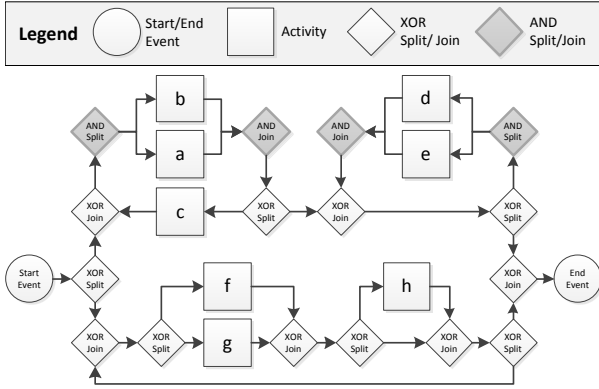 Legend
Start/End
Event
Activity
XOR
Split/ Join
AND
Split/Join
b
d
AND
Split
AND
Join
AND
Join
AND
Split
a
e
XOR
Join
c
XOR
Split
XOR
Join
XOR
Split
Start
Event
XOR
Split
f
h
XOR
Join
End
Event
XOR
Join
XOR
Split
g
XOR
Join
XOR
Split
XOR
Join
XOR
Split